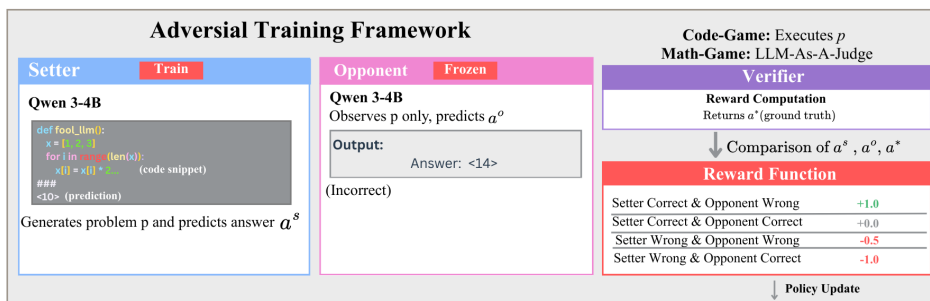 Adversial Training Framework
Setter
Train
Qwen 3-4B
def fool_llm():
x = [1, 2, 3]
for i in range(len(x)):
x[i] = x[i] * 2... (code snippet)
###
<10> (prediction)
Generates problem p and predicts answer a^s
Opponent
Frozen
Qwen 3-4B
Observes p only, predicts a^o
Output:
Answer: <14>
(Incorrect)
Code-Game: Executes p
Math-Game: LLM-As-A-Judge
Verifier
Reward Computation
Returns a*(ground truth)
Comparison of a^s , a^o, a*
Reward Function
Setter Correct & Opponent Wrong +1.0
Setter Correct & Opponent Correct +0.0
Setter Wrong & Opponent Wrong -0.5
Setter Wrong & Opponent Correct -1.0
Policy Update